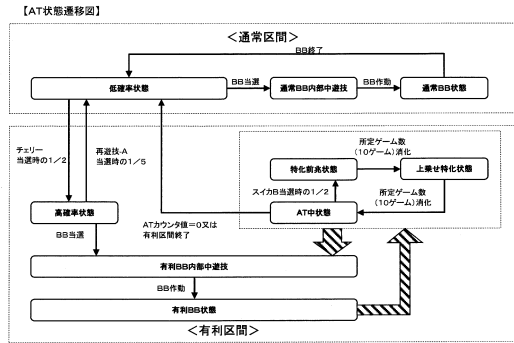 【AT状態遷移図】
＜通常区間＞
BB終了
低確率状態
BB当選
通常BB内部中遊技
BB作動
通常BB状態
チェリー
当選時の1／2
再遊技-A
当選時の1／5
所定ゲーム数
(10ゲーム)消化
特化前兆状態
上乗せ特化状態
スイカB当選時の1／2
所定ゲーム数
(10ゲーム)消化
高確率状態
AT中状態
ATカウンタ値＝0又は
有利区間終了
BB当選
有利BB内部中遊技
BB作動
有利BB状態
＜有利区間＞